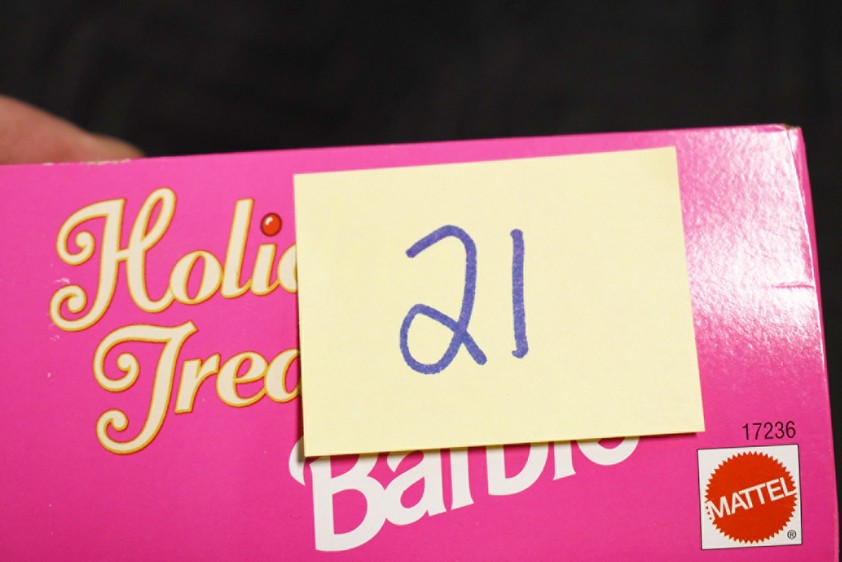 Holi
Trea
21
Barbie
17236
MATTEL
®